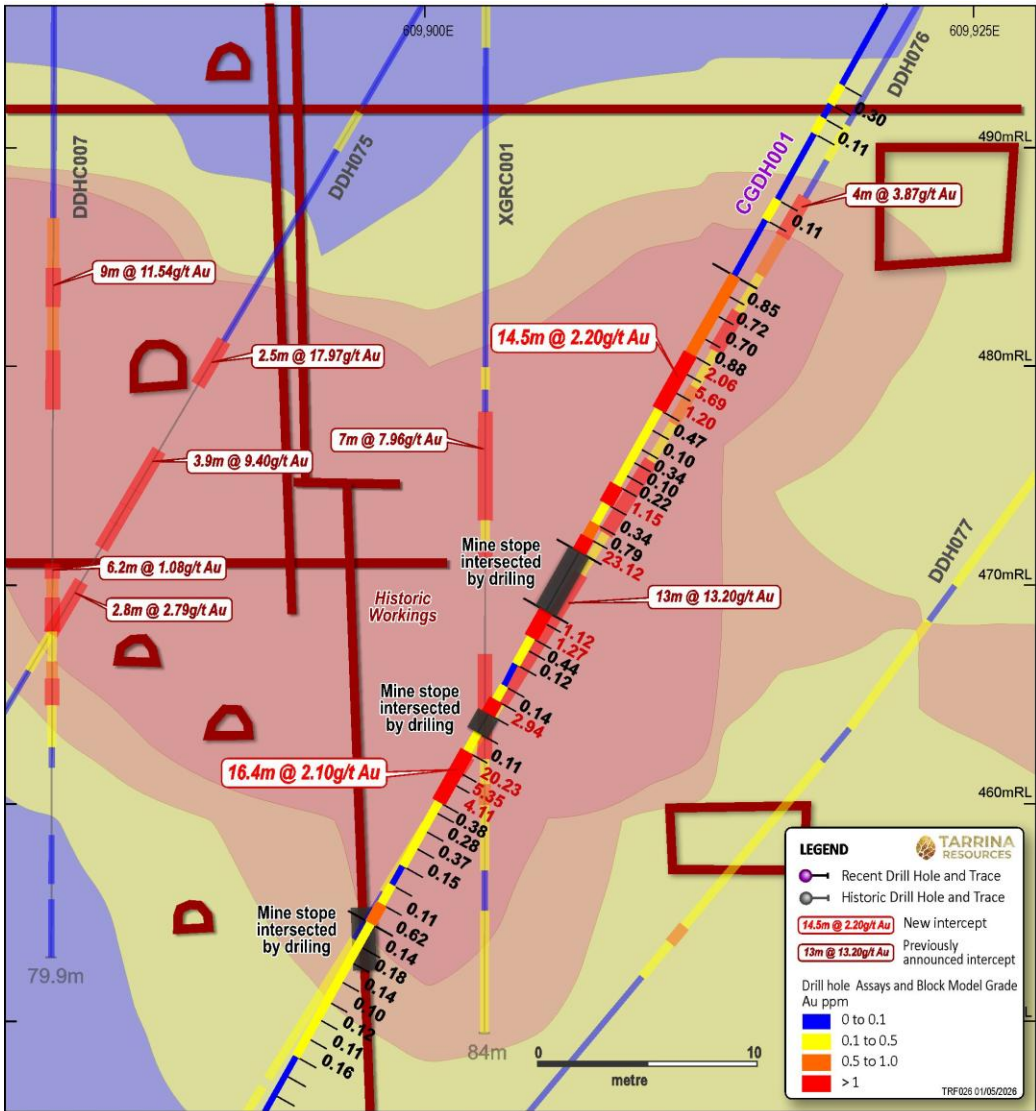 609,900E
609,925E
DDHC007
DDH075
XGRC001
CGDH001
DDH076
DDH077
490mRL
480mRL
470mRL
460mRL
4m @ 3.87g/t Au
9m @ 11.54g/t Au
2.5m @ 17.97g/t Au
14.5m @ 2.20g/t Au
7m @ 7.96g/t Au
3.9m @ 9.40g/t Au
6.2m @ 1.08g/t Au
2.8m @ 2.79g/t Au
13m @ 13.20g/t Au
16.4m @ 2.10g/t Au
Historic
Workings
Mine stope
intersected
by driling
Mine stope
intersected
by driling
Mine stope
intersected
by driling
0.30
0.11
0.11
0.85
0.72
0.70
0.88
2.06
5.69
1.20
0.47
0.10
0.34
0.10
0.22
1.15
0.34
0.79
23.12
1.12
1.27
0.44
0.12
0.14
2.94
0.11
20.23
5.35
4.11
0.38
0.28
0.37
0.15
0.11
0.62
0.14
0.18
0.14
0.10
0.12
0.11
0.16
79.9m
84m
0 10
metre
LEGEND
TARRINA
RESOURCES
Recent Drill Hole and Trace
Historic Drill Hole and Trace
14.5m @ 2.20g/t Au New intercept
13m @ 13.20g/t Au Previously
announced intercept
Drill hole Assays and Block Model Grade
Au ppm
0 to 0.1
0.1 to 0.5
0.5 to 1.0
> 1
TRF026 01/05/2026